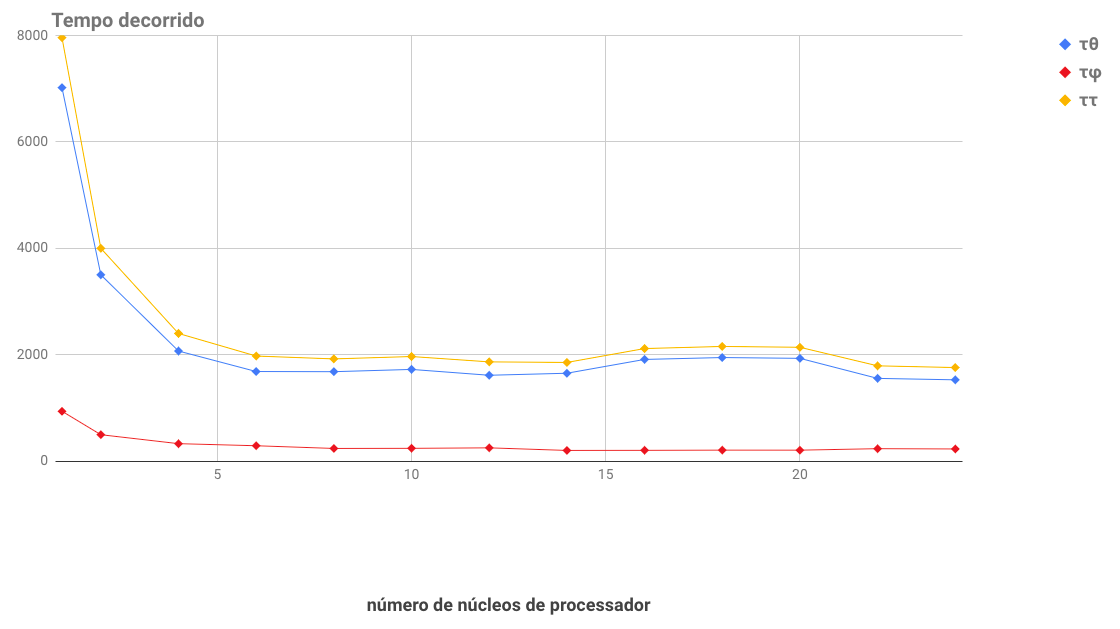 Tempo decorrido
8000
6000
4000
2000
0
5
10
15
20
número de núcleos de processador
τθ
τφ
ττ